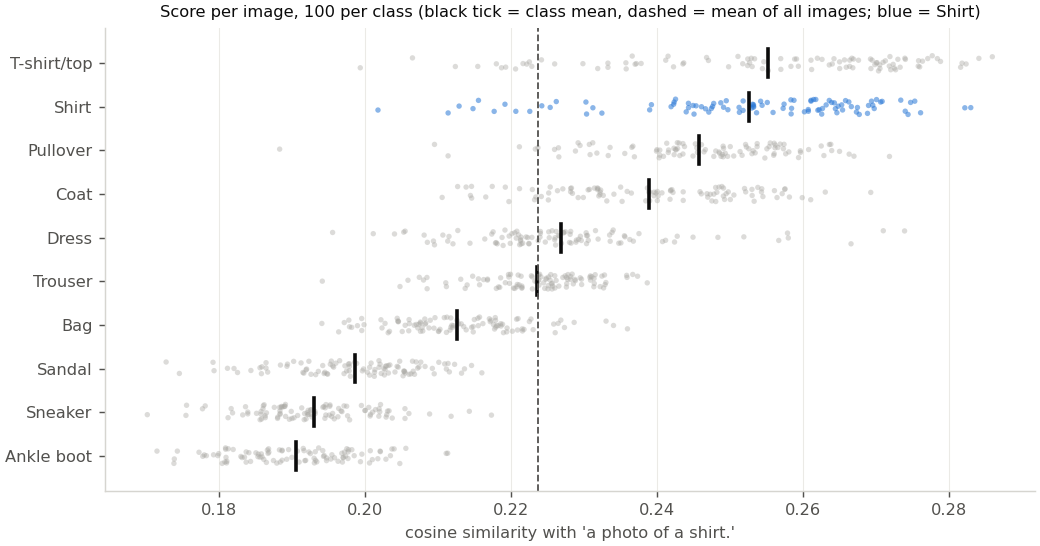 Score per image, 100 per class (black tick = class mean, dashed = mean of all images; blue = Shirt)
T-shirt/top
Shirt
Pullover
Coat
Dress
Trouser
Bag
Sandal
Sneaker
Ankle boot
0.18 0.20 0.22 0.24 0.26 0.28
cosine similarity with 'a photo of a shirt.'